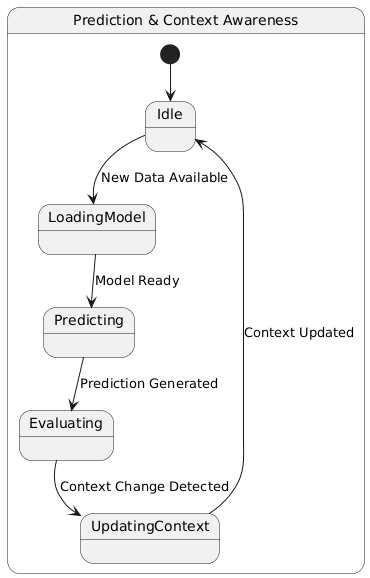 Prediction & Context Awareness
Idle
New Data Available
LoadingModel
Model Ready
Predicting
Prediction Generated
Context Updated
Evaluating
Context Change Detected
UpdatingContext